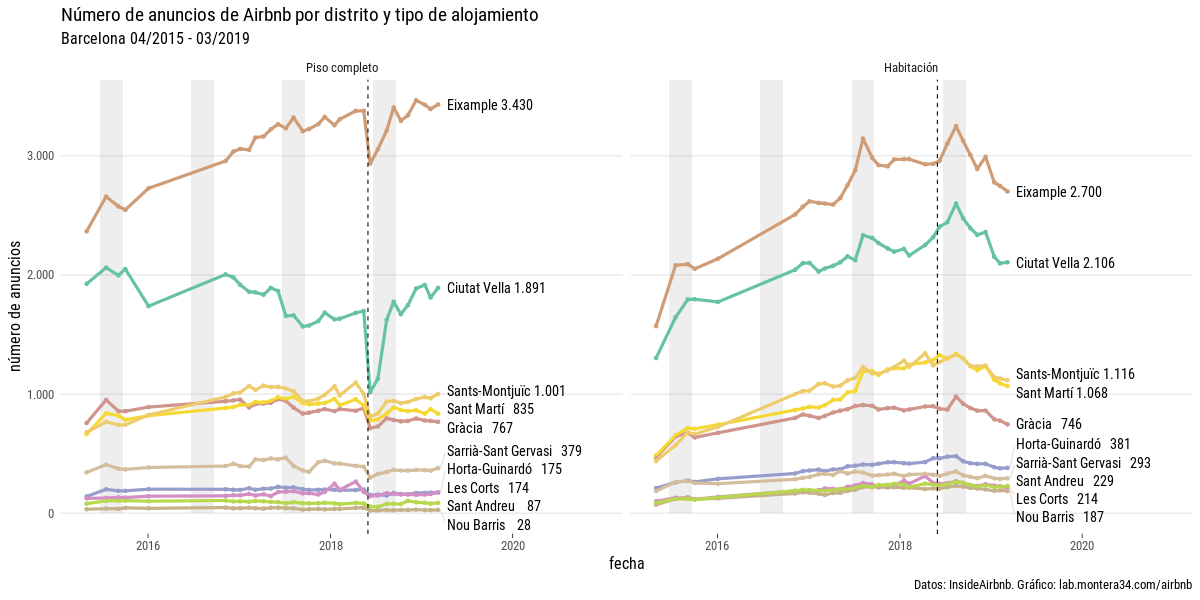 Número de anuncios de Airbnb por distrito y tipo de alojamiento
Barcelona 04/2015 - 03/2019
Piso completo
Habitación
número de anuncios
3.000
2.000
1.000
0
Eixample 3.430
Ciutat Vella 1.891
Sants-Montjuïc 1.001
Sant Martí 835
Gràcia 767
Sarrià-Sant Gervasi 379
Horta-Guinardó 175
Les Corts 174
Sant Andreu 87
Nou Barris 28
Eixample 2.700
Ciutat Vella 2.106
Sants-Montjuïc 1.116
Sant Martí 1.068
Gràcia 746
Horta-Guinardó 381
Sarrià-Sant Gervasi 293
Sant Andreu 229
Les Corts 214
Nou Barris 187
2016
2018
2020
2016
2018
2020
fecha
Datos: InsideAirbnb. Gráfico: lab.montera34.com/airbnb